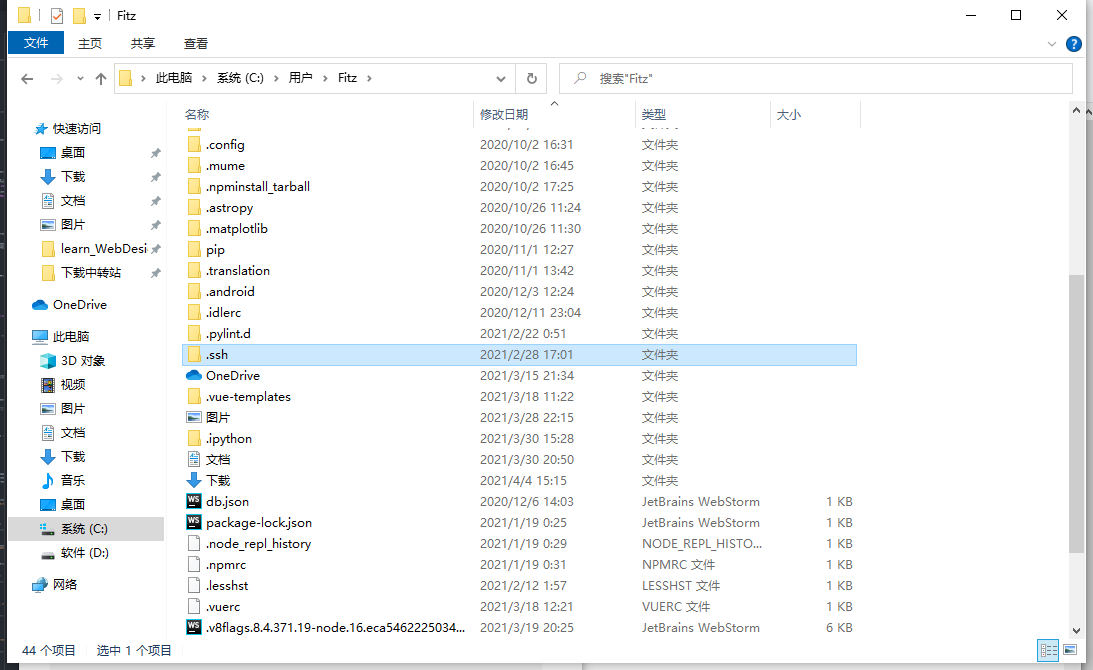 Fitz
文件 主页 共享 查看
此电脑 系统 (C:) 用户 Fitz 搜索"Fitz"
名称 修改日期 类型 大小
快速访问
桌面
下载
文档
图片
learn_WebDesi
下载中转站
OneDrive
此电脑
3D 对象
视频
图片
文档
下载
音乐
桌面
系统 (C:)
软件 (D:)
网络
.config 2020/10/2 16:31 文件夹
.mume 2020/10/2 16:45 文件夹
.npminstall_tarball 2020/10/2 17:25 文件夹
.astropy 2020/10/26 11:24 文件夹
.matplotlib 2020/10/26 11:30 文件夹
pip 2020/11/1 12:27 文件夹
.translation 2020/11/1 13:42 文件夹
.android 2020/12/3 12:24 文件夹
.idlerc 2020/12/11 23:04 文件夹
.pylint.d 2021/2/22 0:51 文件夹
.ssh 2021/2/28 17:01 文件夹
OneDrive 2021/3/15 21:34 文件夹
.vue-templates 2021/3/18 11:22 文件夹
图片 2021/3/28 22:15 文件夹
.ipython 2021/3/30 15:28 文件夹
文档 2021/3/30 20:50 文件夹
下载 2021/4/4 15:15 文件夹
db.json 2020/12/6 14:03 JetBrains WebStorm 1 KB
package-lock.json 2021/1/19 0:25 JetBrains WebStorm 1 KB
.node_repl_history 2021/1/19 0:29 NODE_REPL_HISTO... 1 KB
.npmrc 2021/1/19 0:31 NPMRC 文件 1 KB
.lesshst 2021/2/12 1:57 LESSHST 文件 1 KB
.vuerc 2021/3/18 12:21 VUERC 文件 1 KB
.v8flags.8.4.371.19-node.16.eca5462225034... 2021/3/19 20:25 JetBrains WebStorm 6 KB
44 个项目 选中 1 个项目